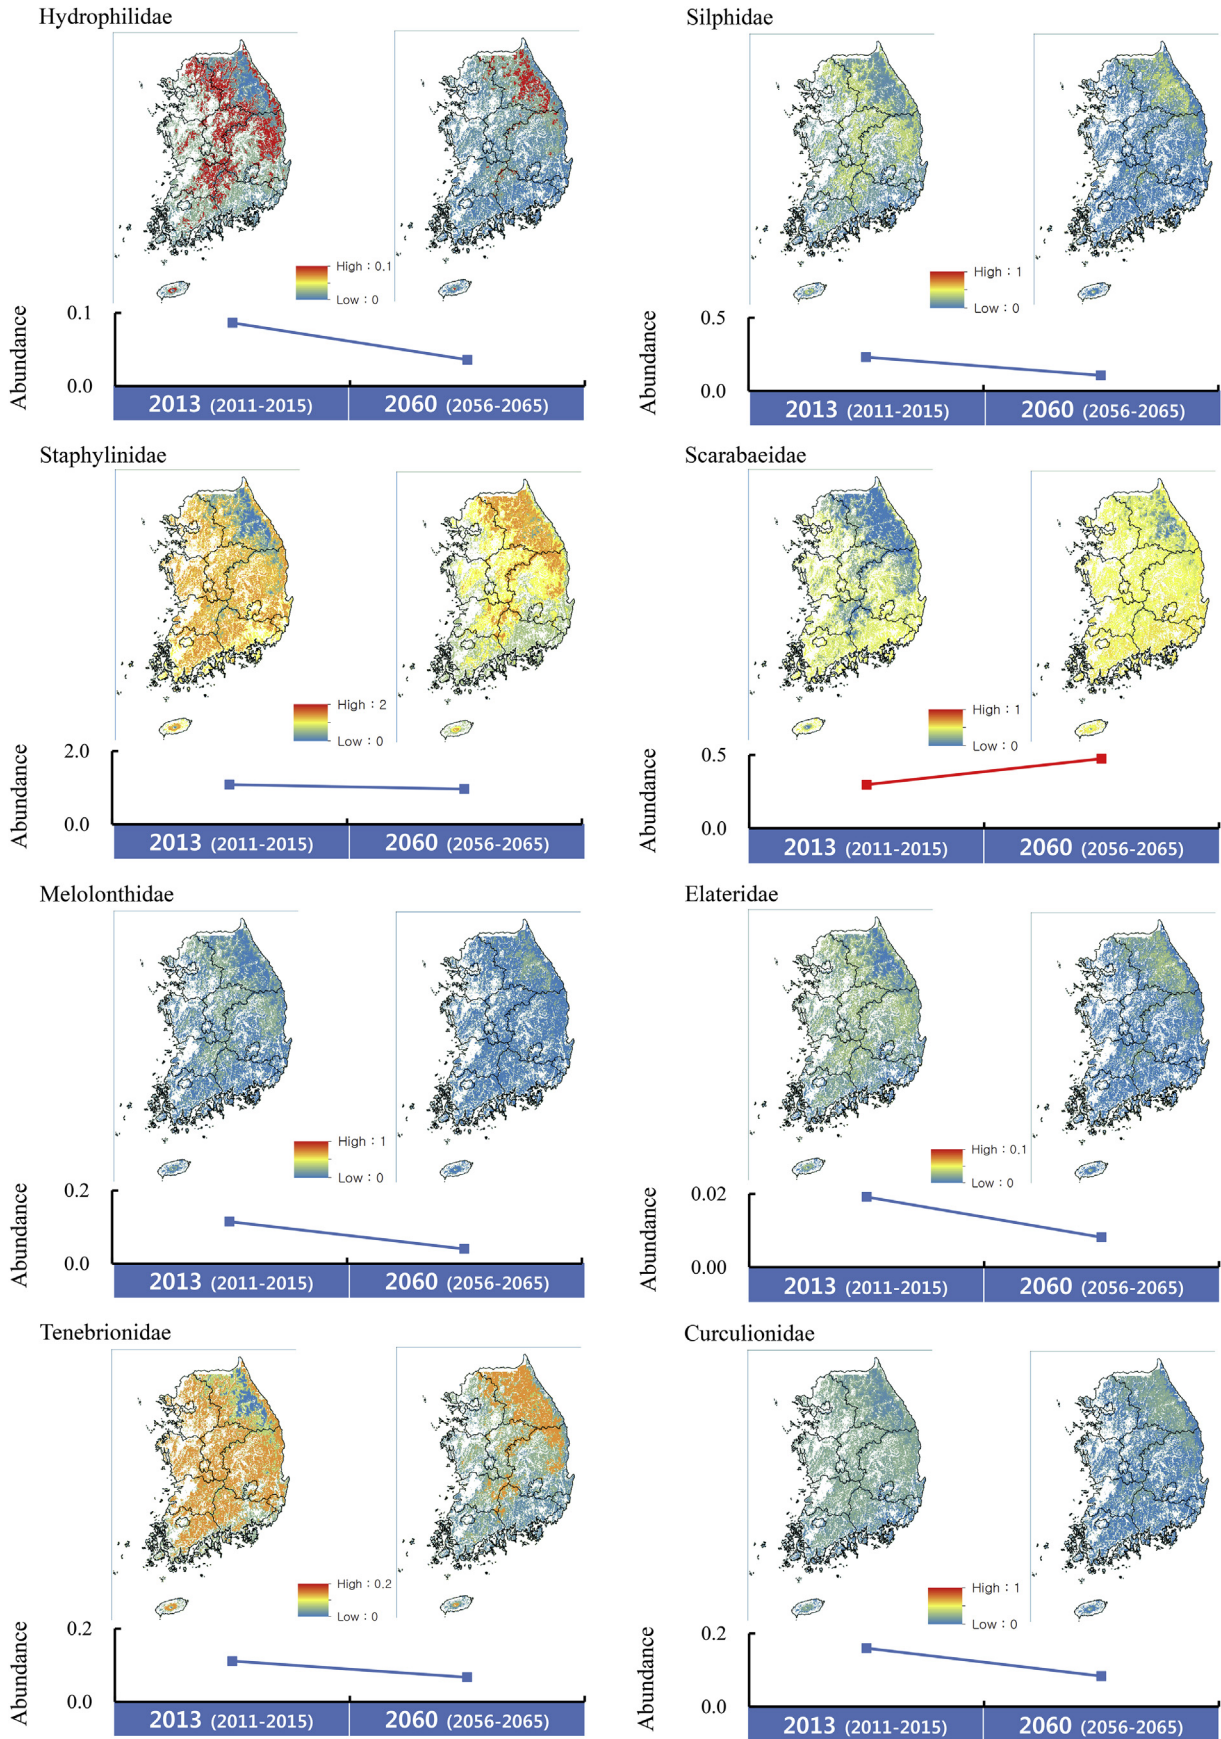 Hydrophilidae
High : 0.1
Low : 0
Abundance
0.1
0.0
2013 (2011-2015)
2060 (2056-2065)
Silphidae
High : 1
Low : 0
Abundance
0.5
0.0
2013 (2011-2015)
2060 (2056-2065)
Staphylinidae
High : 2
Low : 0
Abundance
2.0
0.0
2013 (2011-2015)
2060 (2056-2065)
Scarabaeidae
High : 1
Low : 0
Abundance
0.5
0.0
2013 (2011-2015)
2060 (2056-2065)
Melolonthidae
High : 1
Low : 0
Abundance
0.2
0.0
2013 (2011-2015)
2060 (2056-2065)
Elateridae
High : 0.1
Low : 0
Abundance
0.02
0.00
2013 (2011-2015)
2060 (2056-2065)
Tenebrionidae
High : 0.2
Low : 0
Abundance
0.2
0.0
2013 (2011-2015)
2060 (2056-2065)
Curculionidae
High : 1
Low : 0
Abundance
0.2
0.0
2013 (2011-2015)
2060 (2056-2065)